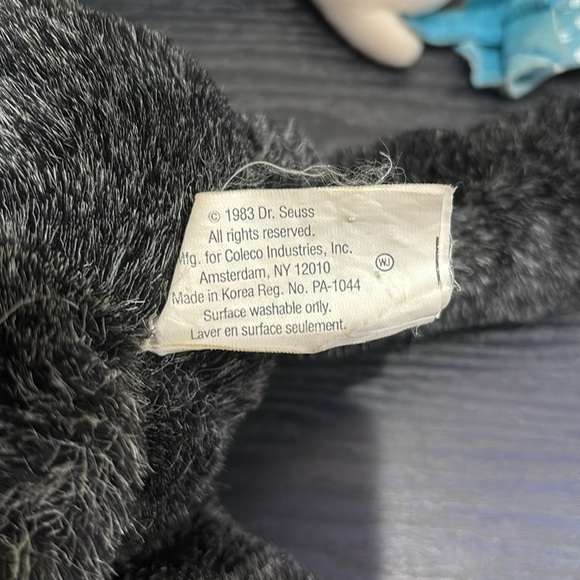 © 1983 Dr. Seuss
All rights reserved.
Mfg. for Coleco Industries, Inc.
WJ
Amsterdam, NY 12010
Made in Korea Reg. No. PA-1044
Surface washable only.
Laver en surface seulement.